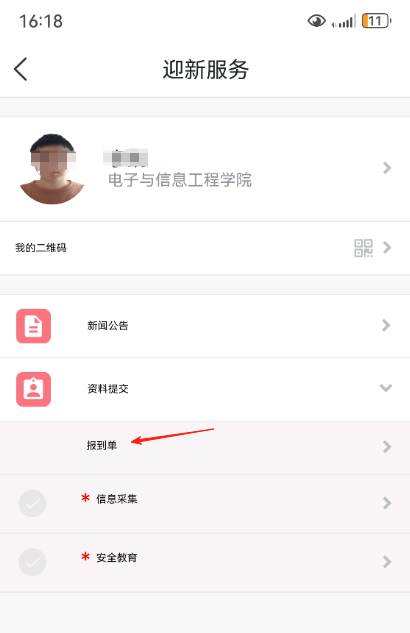 16:18
11
迎新服务
电子与信息工程学院
我的二维码
新闻公告
资料提交
报到单
* 信息采集
* 安全教育